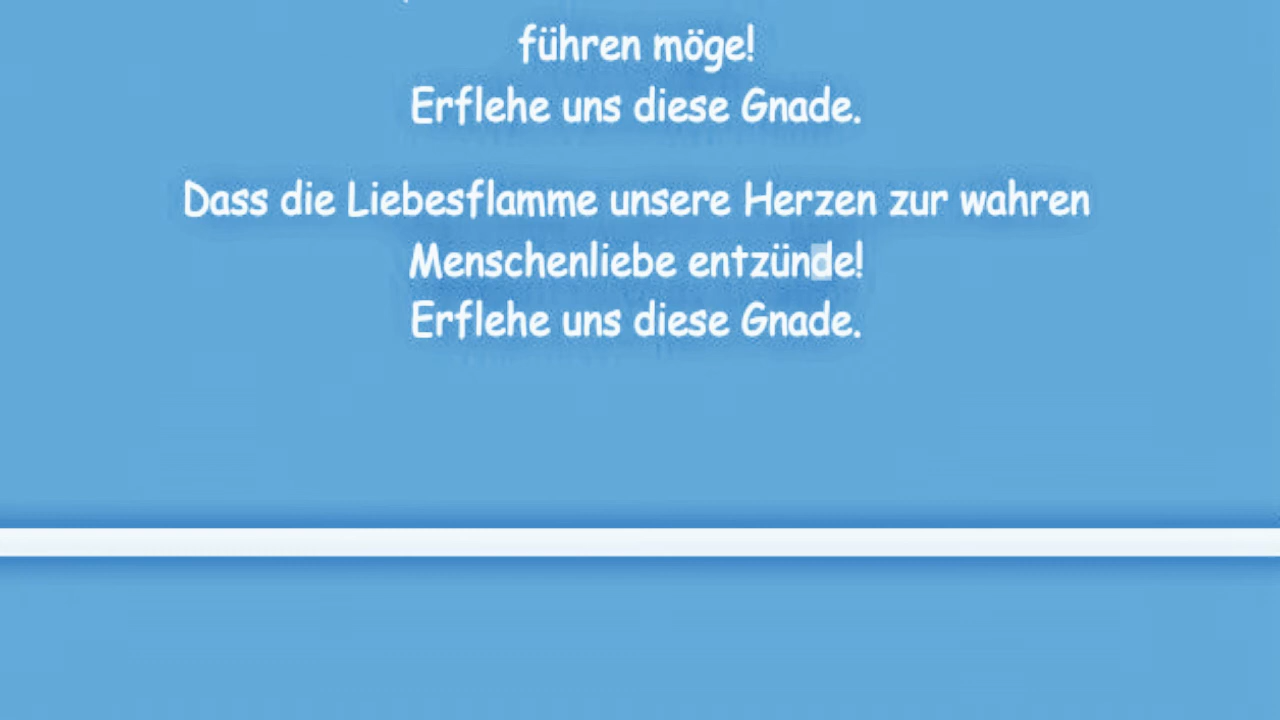 führen möge!
Erflehe uns diese Gnade.
Dass die Liebesflamme unsere Herzen zur wahren
Menschenliebe entzünde!
Erflehe uns diese Gnade.